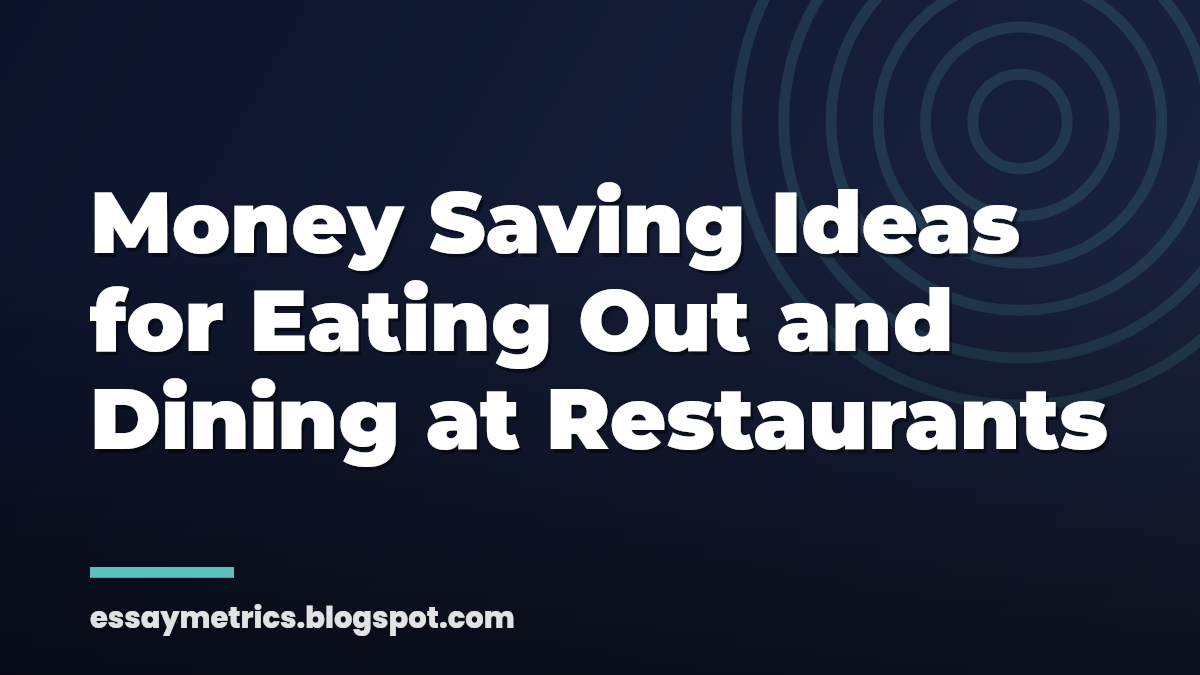 Money Saving Ideas
for Eating Out and
Dining at Restaurants
essaymetrics.blogspot.com